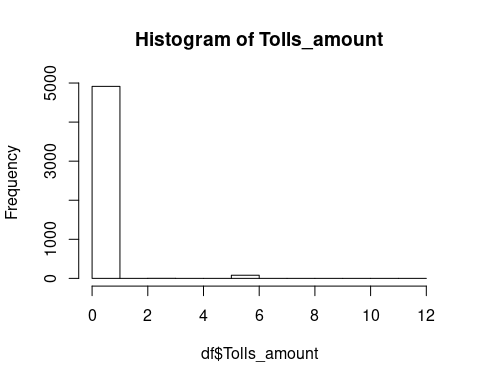 Histogram of Tolls_amount
Frequency
5000
3000
1000
0
0 2 4 6 8 10 12
df$Tolls_amount